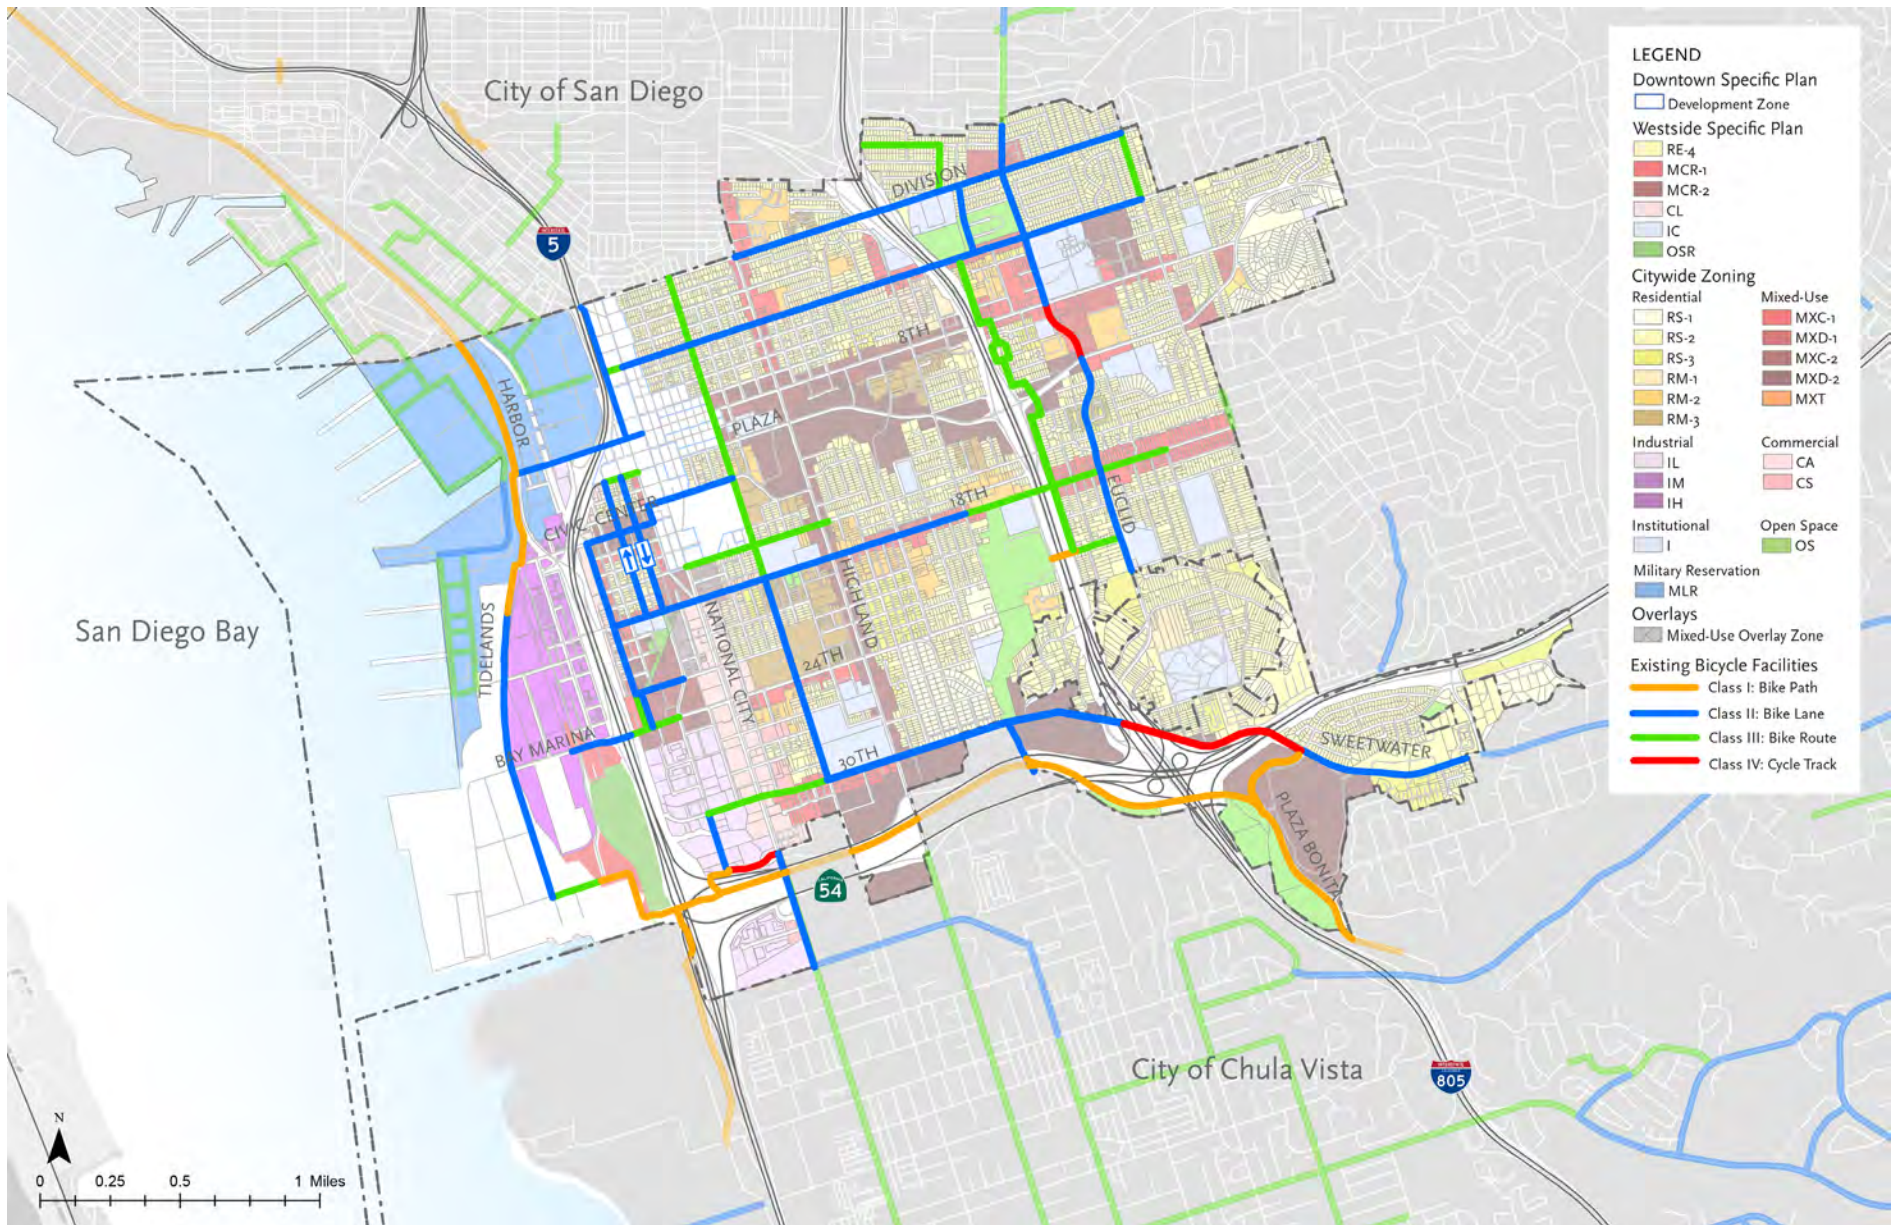 City of San Diego
INTERSTATE
5
DIVISION
HARBOR
8TH
PLAZA
CIVIC CENTER
18TH
EUCLID
HIGHLAND
NATIONAL CITY
24TH
TIDELANDS
San Diego Bay
BAY MARINA
30TH
SWEETWATER
PLAZA BONITA
CALIFORNIA
54
City of Chula Vista
805
N
0 0.25 0.5 1 Miles
LEGEND
Downtown Specific Plan
Development Zone
Westside Specific Plan
RE-4
MCR-1
MCR-2
CL
IC
OSR
Citywide Zoning
Residential
RS-1
RS-2
RS-3
RM-1
RM-2
RM-3
Mixed-Use
MXC-1
MXD-1
MXC-2
MXD-2
MXT
Industrial
IL
IM
IH
Commercial
CA
CS
Institutional
I
Open Space
OS
Military Reservation
MLR
Overlays
Mixed-Use Overlay Zone
Existing Bicycle Facilities
Class I: Bike Path
Class II: Bike Lane
Class III: Bike Route
Class IV: Cycle Track